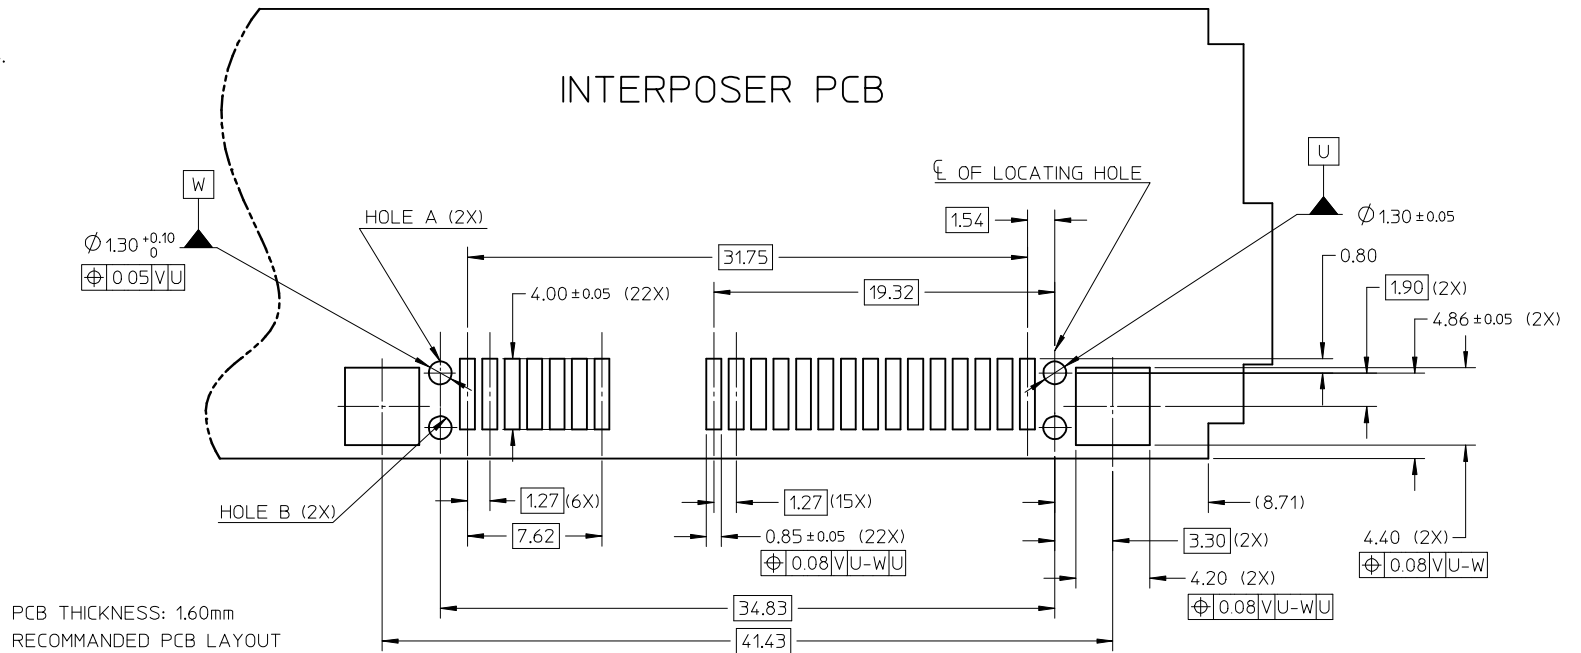 INTERPOSER PCB
W
U
℄ OF LOCATING HOLE
HOLE A (2X)
1.54
Ø 1.30 ±0.05
Ø 1.30 +0.10 0
⌖ 0 05 V U
31.75
0.80
4.00 ±0.05 (22X)
19.32
1.90 (2X)
4.86 ±0.05 (2X)
HOLE B (2X)
1.27 (6X)
1.27 (15X)
(8.71)
7.62
0.85 ±0.05 (22X)
3.30 (2X)
4.40 (2X)
⌖ 0.08 V U-W U
⌖ 0.08 V U-W
4.20 (2X)
⌖ 0.08 V U-W U
34.83
PCB THICKNESS: 1.60mm
RECOMMANDED PCB LAYOUT
41.43